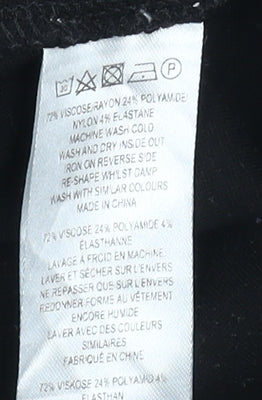 30 P
72% VISCOSE/RAYON 24% POLYAMIDE/
NYLON 4% ELASTANE
MACHINE WASH COLD
WASH AND DRY INSIDE OUT
IRON ON REVERSE SIDE
RE-SHAPE WHILST DAMP
WASH WITH SIMILAR COLOURS
MADE IN CHINA
72% VISCOSE 24% POLYAMIDE 4%
ELASTHANNE
LAVAGE A FROID EN MACHINE.
LAVER ET SÉCHER SUR L'ENVERS
NE REPASSER QUE SUR L'ENVERS
REDONNER FORME AU VÊTEMENT
ENCORE HUMIDE
LAVER AVEC DES COULEURS
SIMILAIRES
FABRIQUÉ EN CHINE
72% VISKOSE 24% POLYAMID 4%
ELASTAN